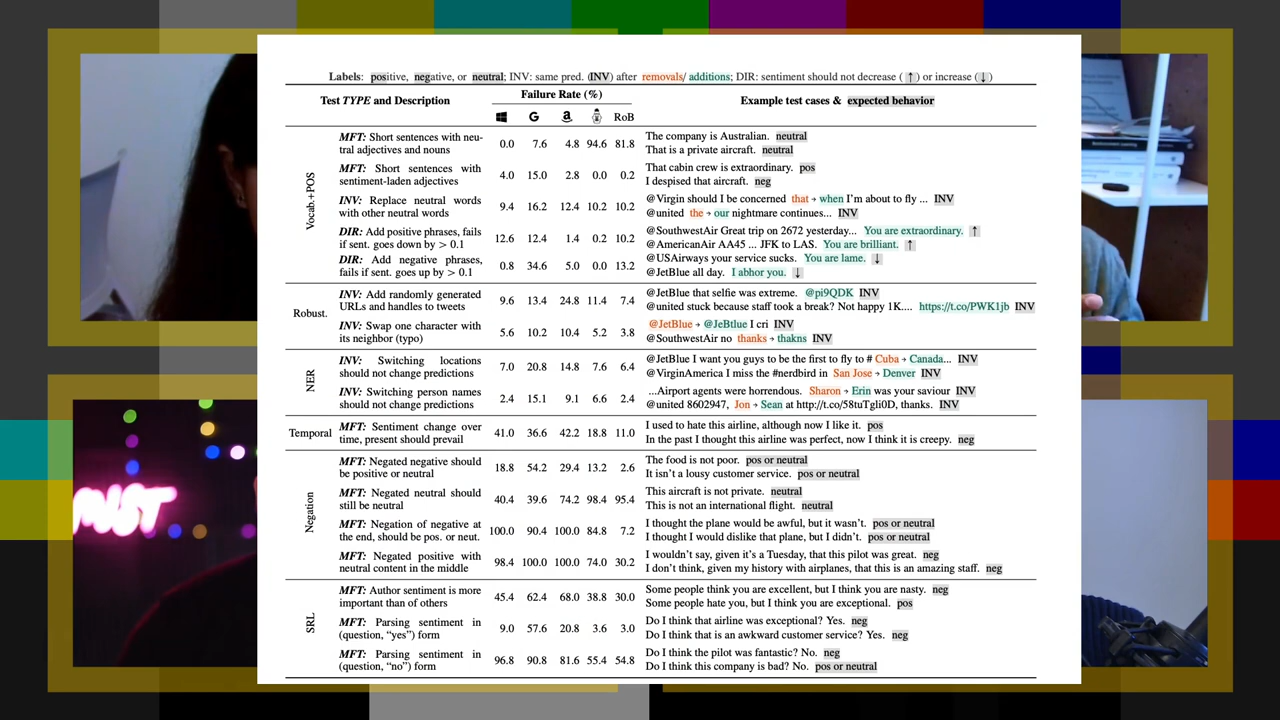 Labels: positive, negative, or neutral; INV: same pred. (INV) after removals/ additions; DIR: sentiment should not decrease ( ↑ ) or increase ( ↓ )
Test TYPE and Description
Failure Rate (%)
Example test cases & expected behavior
G
RoB
Vocab.+POS
MFT: Short sentences with neu-
tral adjectives and nouns
0.0 7.6 4.8 94.6 81.8
The company is Australian. neutral
That is a private aircraft. neutral
MFT: Short sentences with
sentiment-laden adjectives
4.0 15.0 2.8 0.0 0.2
That cabin crew is extraordinary. pos
I despised that aircraft. neg
INV: Replace neutral words
with other neutral words
9.4 16.2 12.4 10.2 10.2
@Virgin should I be concerned that → when I'm about to fly ... INV
@united the → our nightmare continues... INV
DIR: Add positive phrases, fails
if sent. goes down by > 0.1
12.6 12.4 1.4 0.2 10.2
@SouthwestAir Great trip on 2672 yesterday... You are extraordinary. ↑
@AmericanAir AA45 ... JFK to LAS. You are brilliant. ↑
DIR: Add negative phrases,
fails if sent. goes up by > 0.1
0.8 34.6 5.0 0.0 13.2
@USAirways your service sucks. You are lame. ↓
@JetBlue all day. I abhor you. ↓
Robust.
INV: Add randomly generated
URLs and handles to tweets
9.6 13.4 24.8 11.4 7.4
@JetBlue that selfie was extreme. @pi9QDK INV
@united stuck because staff took a break? Not happy 1K.... https://t.co/PWK1jb INV
INV: Swap one character with
its neighbor (typo)
5.6 10.2 10.4 5.2 3.8
@JetBlue → @JeBtlue I cri INV
@SouthwestAir no thanks → thakns INV
NER
INV: Switching locations
should not change predictions
7.0 20.8 14.8 7.6 6.4
@JetBlue I want you guys to be the first to fly to # Cuba → Canada... INV
@VirginAmerica I miss the #nerdbird in San Jose → Denver INV
INV: Switching person names
should not change predictions
2.4 15.1 9.1 6.6 2.4
...Airport agents were horrendous. Sharon → Erin was your saviour INV
@united 8602947, Jon → Sean at http://t.co/58tuTgli0D, thanks. INV
Temporal
MFT: Sentiment change over
time, present should prevail
41.0 36.6 42.2 18.8 11.0
I used to hate this airline, although now I like it. pos
In the past I thought this airline was perfect, now I think it is creepy. neg
Negation
MFT: Negated negative should
be positive or neutral
18.8 54.2 29.4 13.2 2.6
The food is not poor. pos or neutral
It isn't a lousy customer service. pos or neutral
MFT: Negated neutral should
still be neutral
40.4 39.6 74.2 98.4 95.4
This aircraft is not private. neutral
This is not an international flight. neutral
MFT: Negation of negative at
the end, should be pos. or neut.
100.0 90.4 100.0 84.8 7.2
I thought the plane would be awful, but it wasn't. pos or neutral
I thought I would dislike that plane, but I didn't. pos or neutral
MFT: Negated positive with
neutral content in the middle
98.4 100.0 100.0 74.0 30.2
I wouldn't say, given it's a Tuesday, that this pilot was great. neg
I don't think, given my history with airplanes, that this is an amazing staff. neg
SRL
MFT: Author sentiment is more
important than of others
45.4 62.4 68.0 38.8 30.0
Some people think you are excellent, but I think you are nasty. neg
Some people hate you, but I think you are exceptional. pos
MFT: Parsing sentiment in
(question, "yes") form
9.0 57.6 20.8 3.6 3.0
Do I think that airline was exceptional? Yes. neg
Do I think that is an awkward customer service? Yes. neg
MFT: Parsing sentiment in
(question, "no") form
96.8 90.8 81.6 55.4 54.8
Do I think the pilot was fantastic? No. neg
Do I think this company is bad? No. pos or neutral